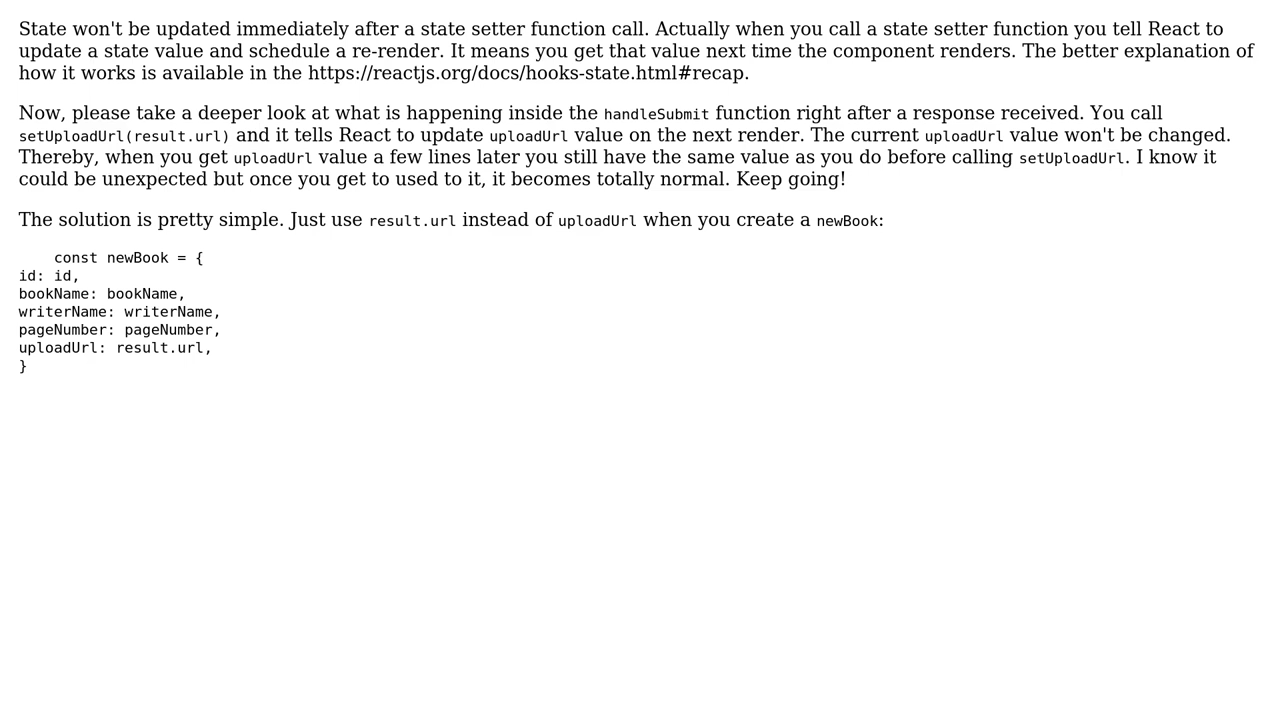 State won't be updated immediately after a state setter function call. Actually when you call a state setter function you tell React to
update a state value and schedule a re-render. It means you get that value next time the component renders. The better explanation of
how it works is available in the https://reactjs.org/docs/hooks-state.html#recap.
Now, please take a deeper look at what is happening inside the handleSubmit function right after a response received. You call
setUploadUrl(result.url) and it tells React to update uploadUrl value on the next render. The current uploadUrl value won't be changed.
Thereby, when you get uploadUrl value a few lines later you still have the same value as you do before calling setUploadUrl. I know it
could be unexpected but once you get to used to it, it becomes totally normal. Keep going!
The solution is pretty simple. Just use result.url instead of uploadUrl when you create a newBook:
    const newBook = {
id: id,
bookName: bookName,
writerName: writerName,
pageNumber: pageNumber,
uploadUrl: result.url,
}